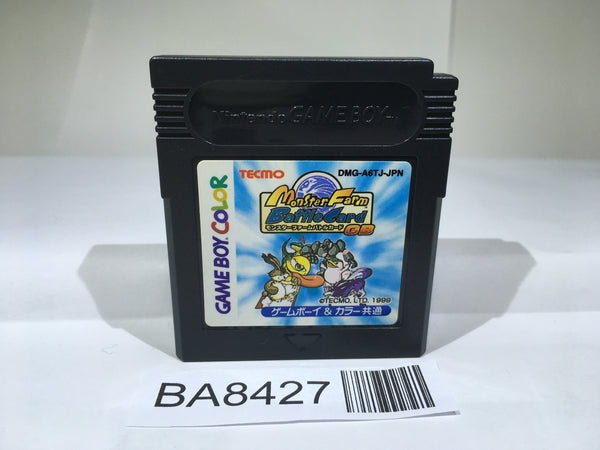 Nintendo GAME BOY™
GAME BOY COLOR
TECMO
DMG-A6TJ-JPN
Monster Farm
Battle Card
モンスターファームバトルカード
GB
©TECMO, LTD. 1999
ゲームボーイ & カラー共通
BA8427